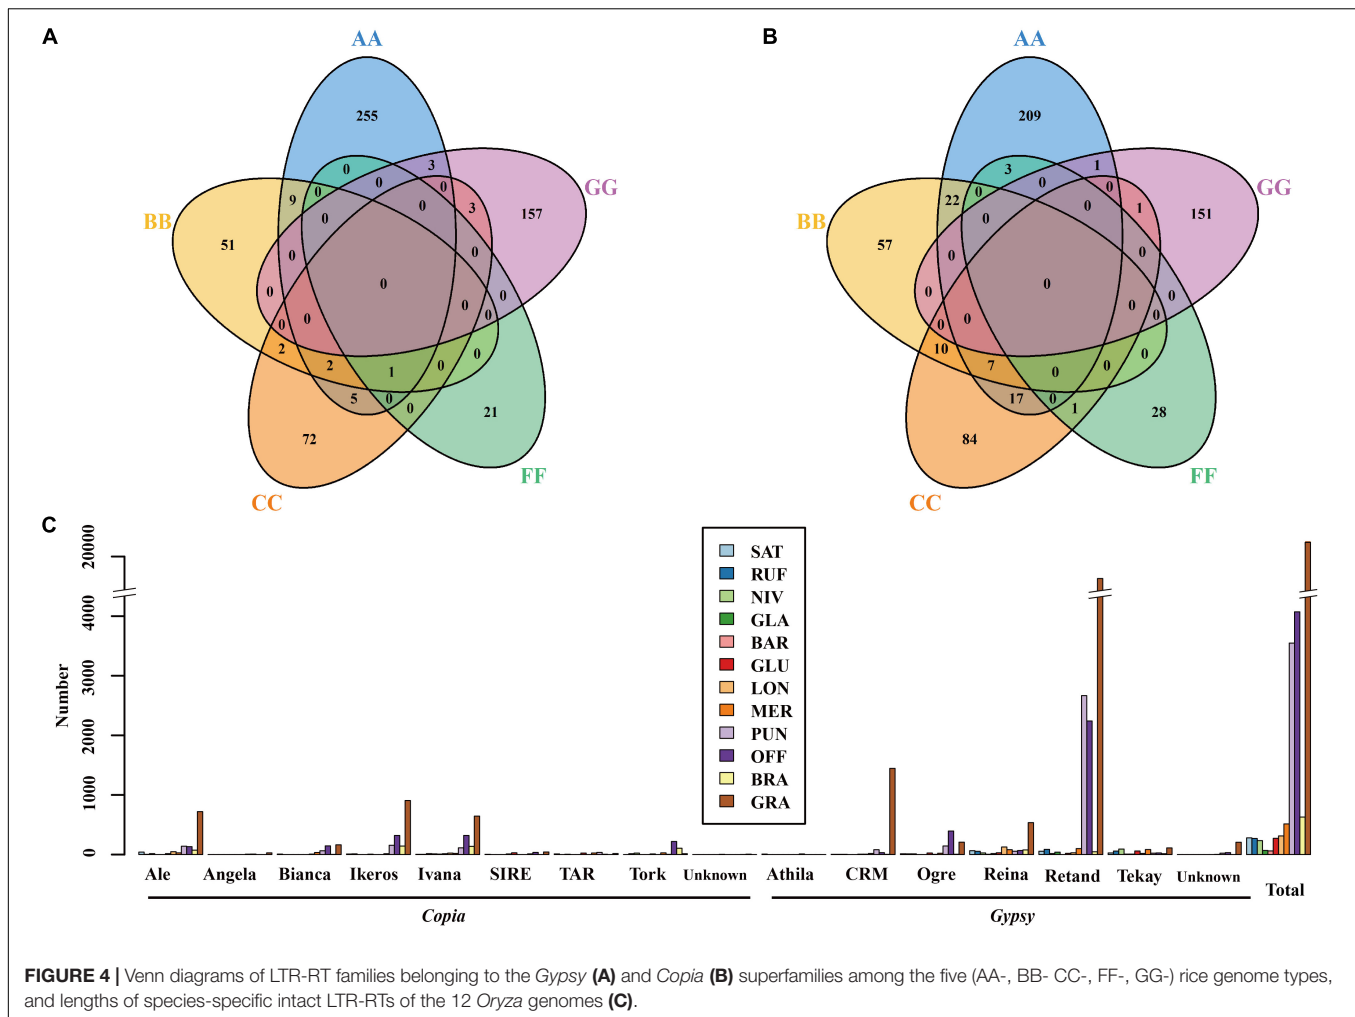 A
AA
255
0
3
0
0
0
9
0
0
3
GG
157
BB
51
0
0
0
0
0
0
0
0
0
0
2
2
1
0
0
5
0
0
21
72
FF
CC
B
AA
209
3
1
0
0
0
22
0
0
1
GG
151
BB
57
0
0
0
0
0
0
0
0
0
0
10
7
0
0
0
17
0
1
28
84
FF
CC
C
Number
20000
4000
3000
2000
1000
0
SAT
RUF
NIV
GLA
BAR
GLU
LON
MER
PUN
OFF
BRA
GRA
Ale Angela Bianca Ikeros Ivana SIRE TAR Tork Unknown Athila CRM Ogre Reina Retand Tekay Unknown Total
Copia Gypsy
FIGURE 4 | Venn diagrams of LTR-RT families belonging to the Gypsy (A) and Copia (B) superfamilies among the five (AA-, BB- CC-, FF-, GG-) rice genome types,
and lengths of species-specific intact LTR-RTs of the 12 Oryza genomes (C).